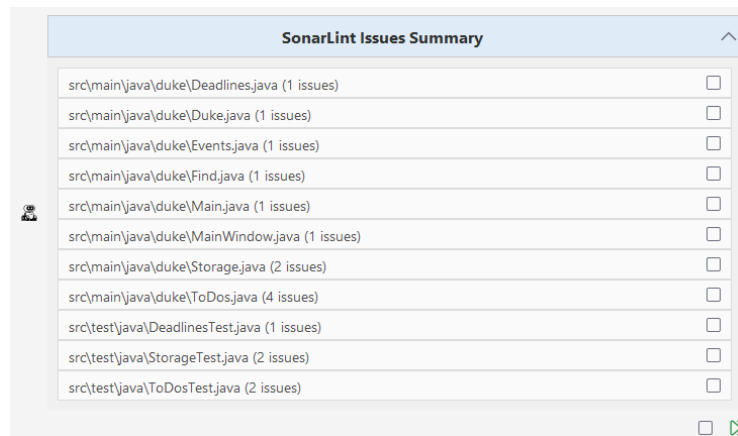 SonarLint Issues Summary
src\main\java\duke\Deadlines.java (1 issues)
src\main\java\duke\Duke.java (1 issues)
src\main\java\duke\Events.java (1 issues)
src\main\java\duke\Find.java (1 issues)
src\main\java\duke\Main.java (1 issues)
src\main\java\duke\MainWindow.java (1 issues)
src\main\java\duke\Storage.java (2 issues)
src\main\java\duke\ToDos.java (4 issues)
src\test\java\DeadlinesTest.java (1 issues)
src\test\java\StorageTest.java (2 issues)
src\test\java\ToDosTest.java (2 issues)